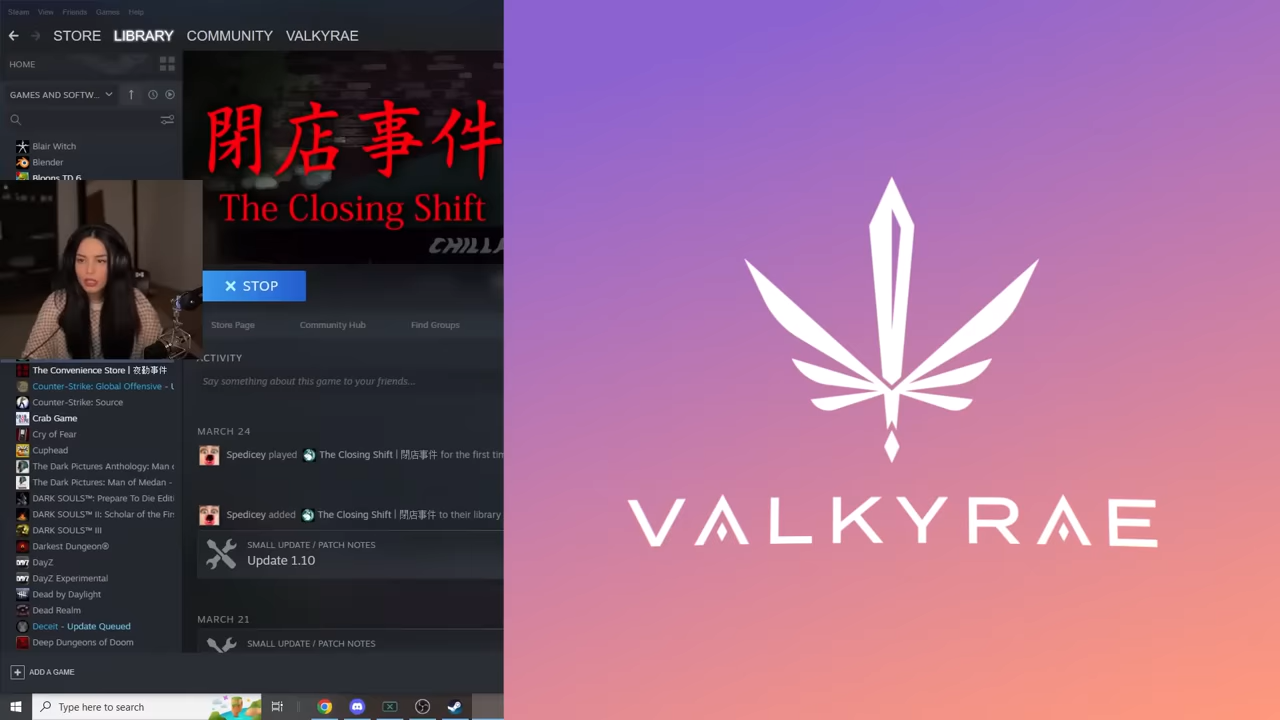 Steam View Friends Games Help
STORE LIBRARY COMMUNITY VALKYRAE
HOME
GAMES AND SOFTW...
Blair Witch
Blender
Bloons TD 6
The Convenience Store | 夜勤事件
Counter-Strike: Global Offensive - U
Counter-Strike: Source
Crab Game
Cry of Fear
Cuphead
The Dark Pictures Anthology: Man o
The Dark Pictures: Man of Medan -
DARK SOULS™: Prepare To Die Editi
DARK SOULS™ II: Scholar of the Firs
DARK SOULS™ III
Darkest Dungeon®
DayZ
DayZ Experimental
Dead by Daylight
Dead Realm
Deceit - Update Queued
Deep Dungeons of Doom
ADD A GAME
Type here to search
閉店事件
The Closing Shift
CHILLA
STOP
Store Page Community Hub Find Groups
ACTIVITY
Say something about this game to your friends...
MARCH 24
Spedicey played The Closing Shift | 閉店事件 for the first tim
Spedicey added The Closing Shift | 閉店事件 to their library
SMALL UPDATE / PATCH NOTES
Update 1.10
MARCH 21
SMALL UPDATE / PATCH NOTES
VALKYRAE